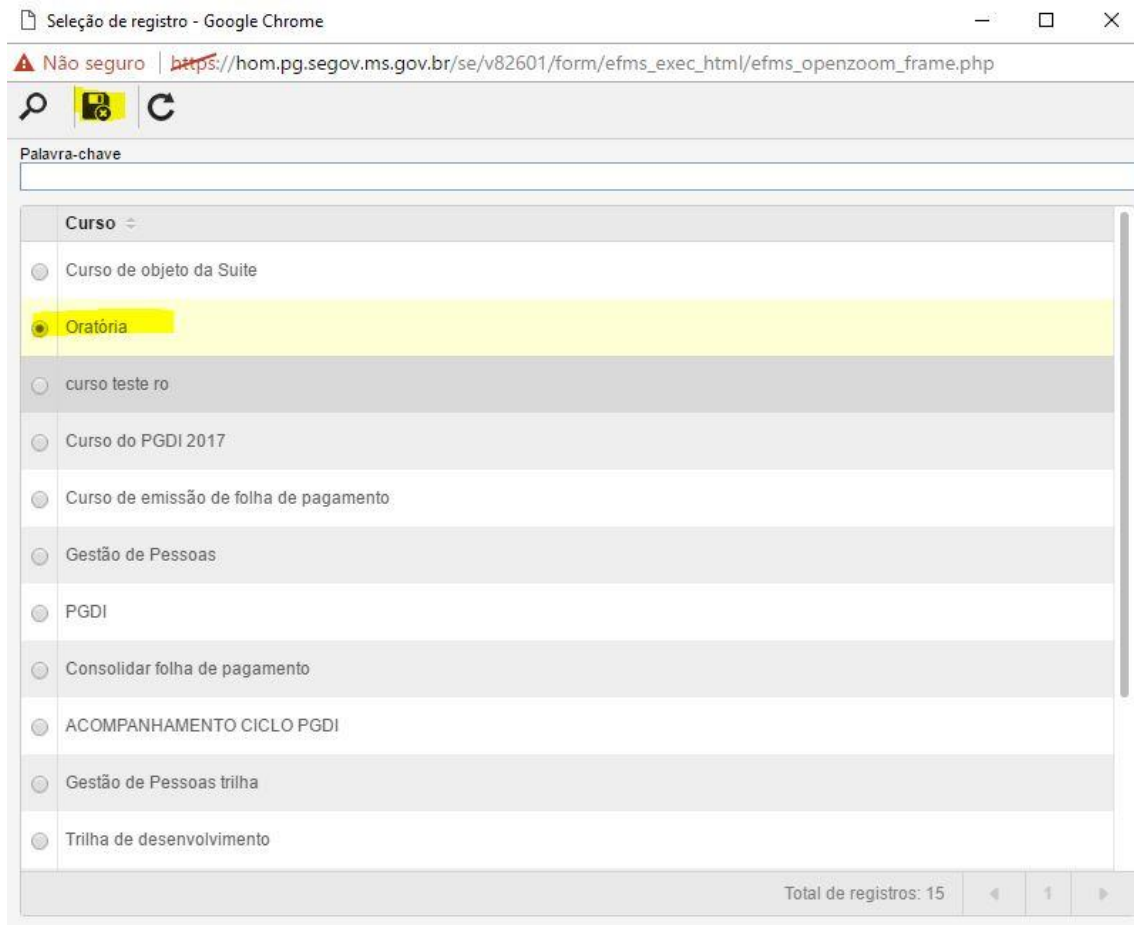 Seleção de registro - Google Chrome
Não seguro | https://hom.pg.segov.ms.gov.br/se/v82601/form/efms_exec_html/efms_openzoom_frame.php
Palavra-chave
Curso
Curso de objeto da Suite
Oratória
curso teste ro
Curso do PGDI 2017
Curso de emissão de folha de pagamento
Gestão de Pessoas
PGDI
Consolidar folha de pagamento
ACOMPANHAMENTO CICLO PGDI
Gestão de Pessoas trilha
Trilha de desenvolvimento
Total de registros: 15 1